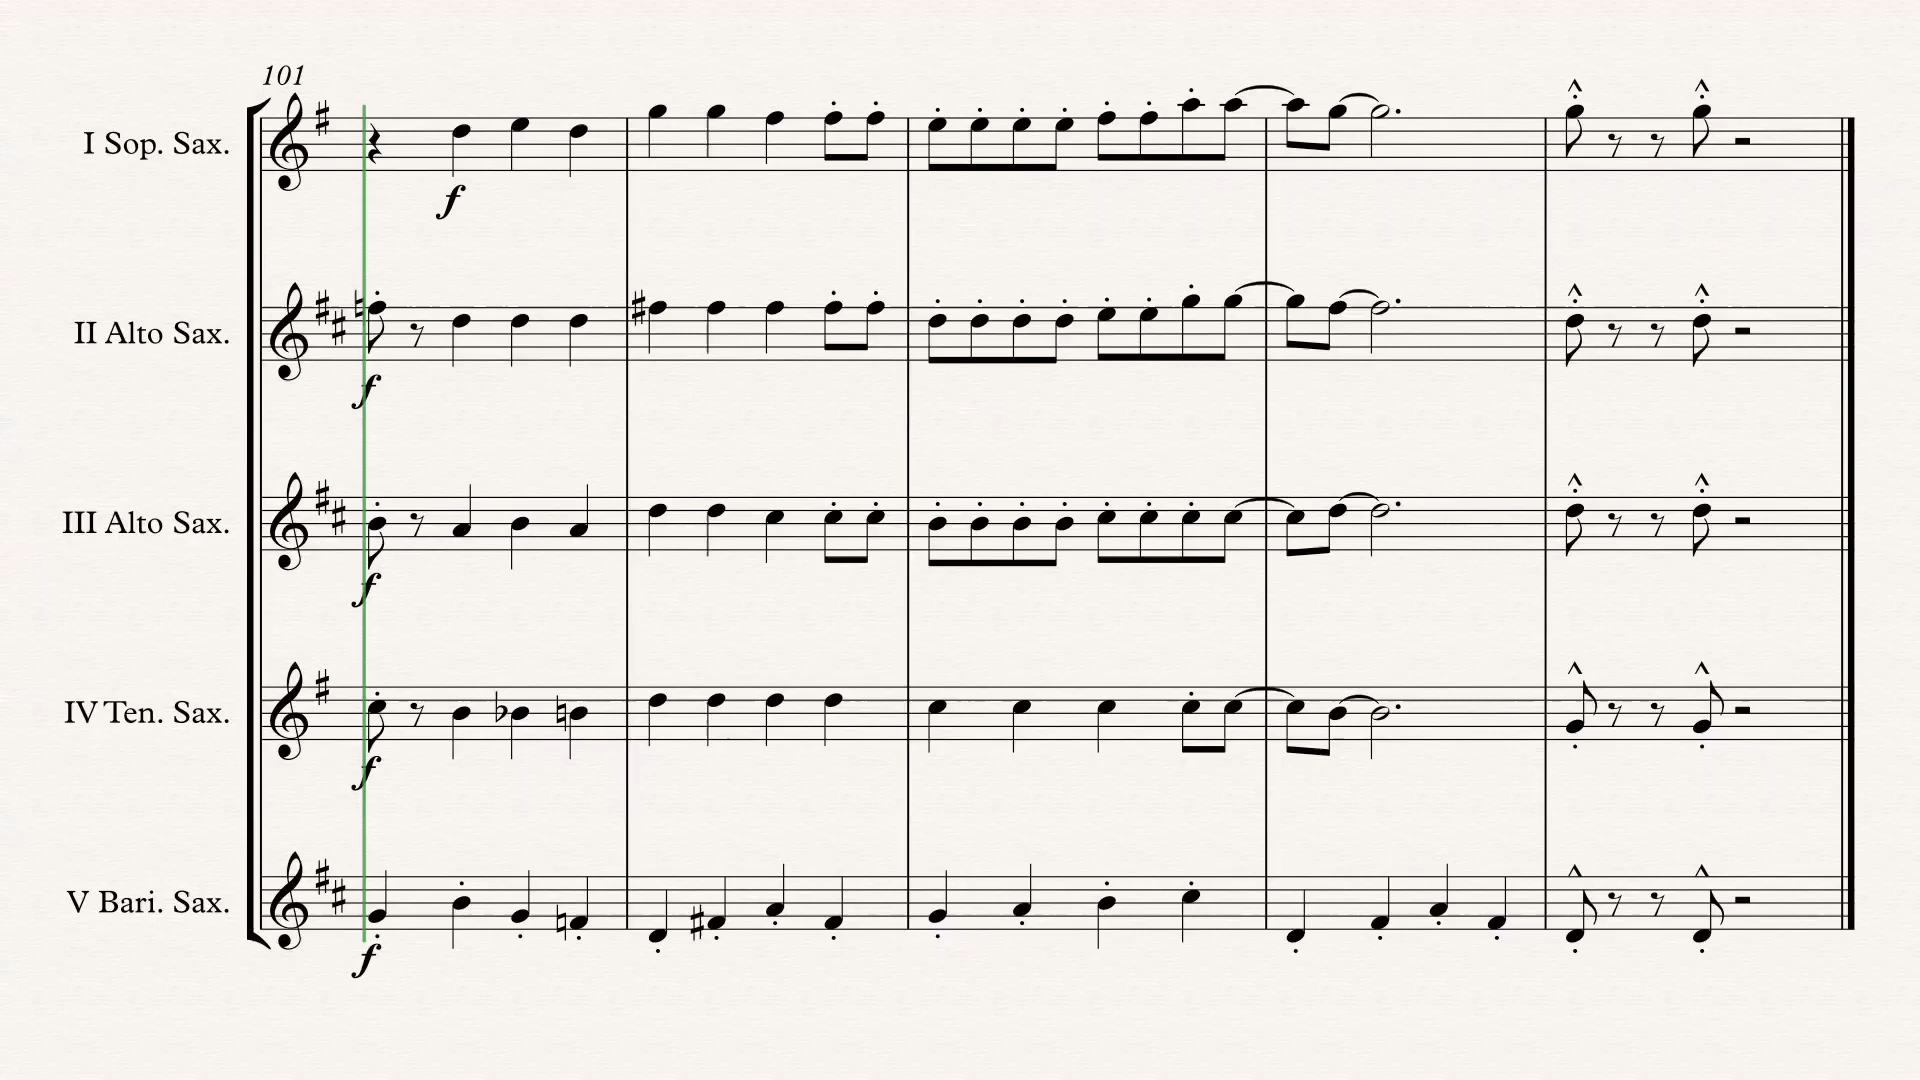 101
I Sop. Sax.
f
II Alto Sax.
f
III Alto Sax.
f
IV Ten. Sax.
f
V Bari. Sax.
f